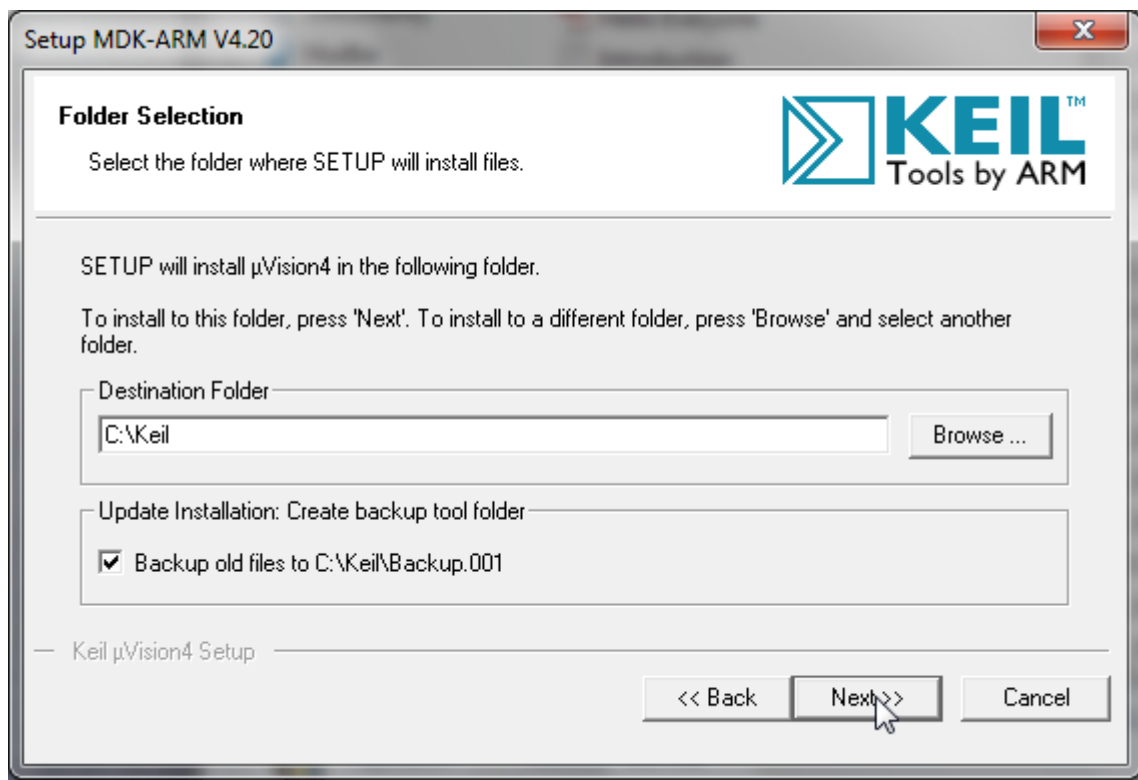 Setup MDK-ARM V4.20
Folder Selection
Select the folder where SETUP will install files.
KEIL™
Tools by ARM
SETUP will install µVision4 in the following folder.
To install to this folder, press 'Next'. To install to a different folder, press 'Browse' and select another
folder.
Destination Folder
C:\Keil
Browse ...
Update Installation: Create backup tool folder
Backup old files to C:\Keil\Backup.001
Keil µVision4 Setup
<< Back
Next >>
Cancel